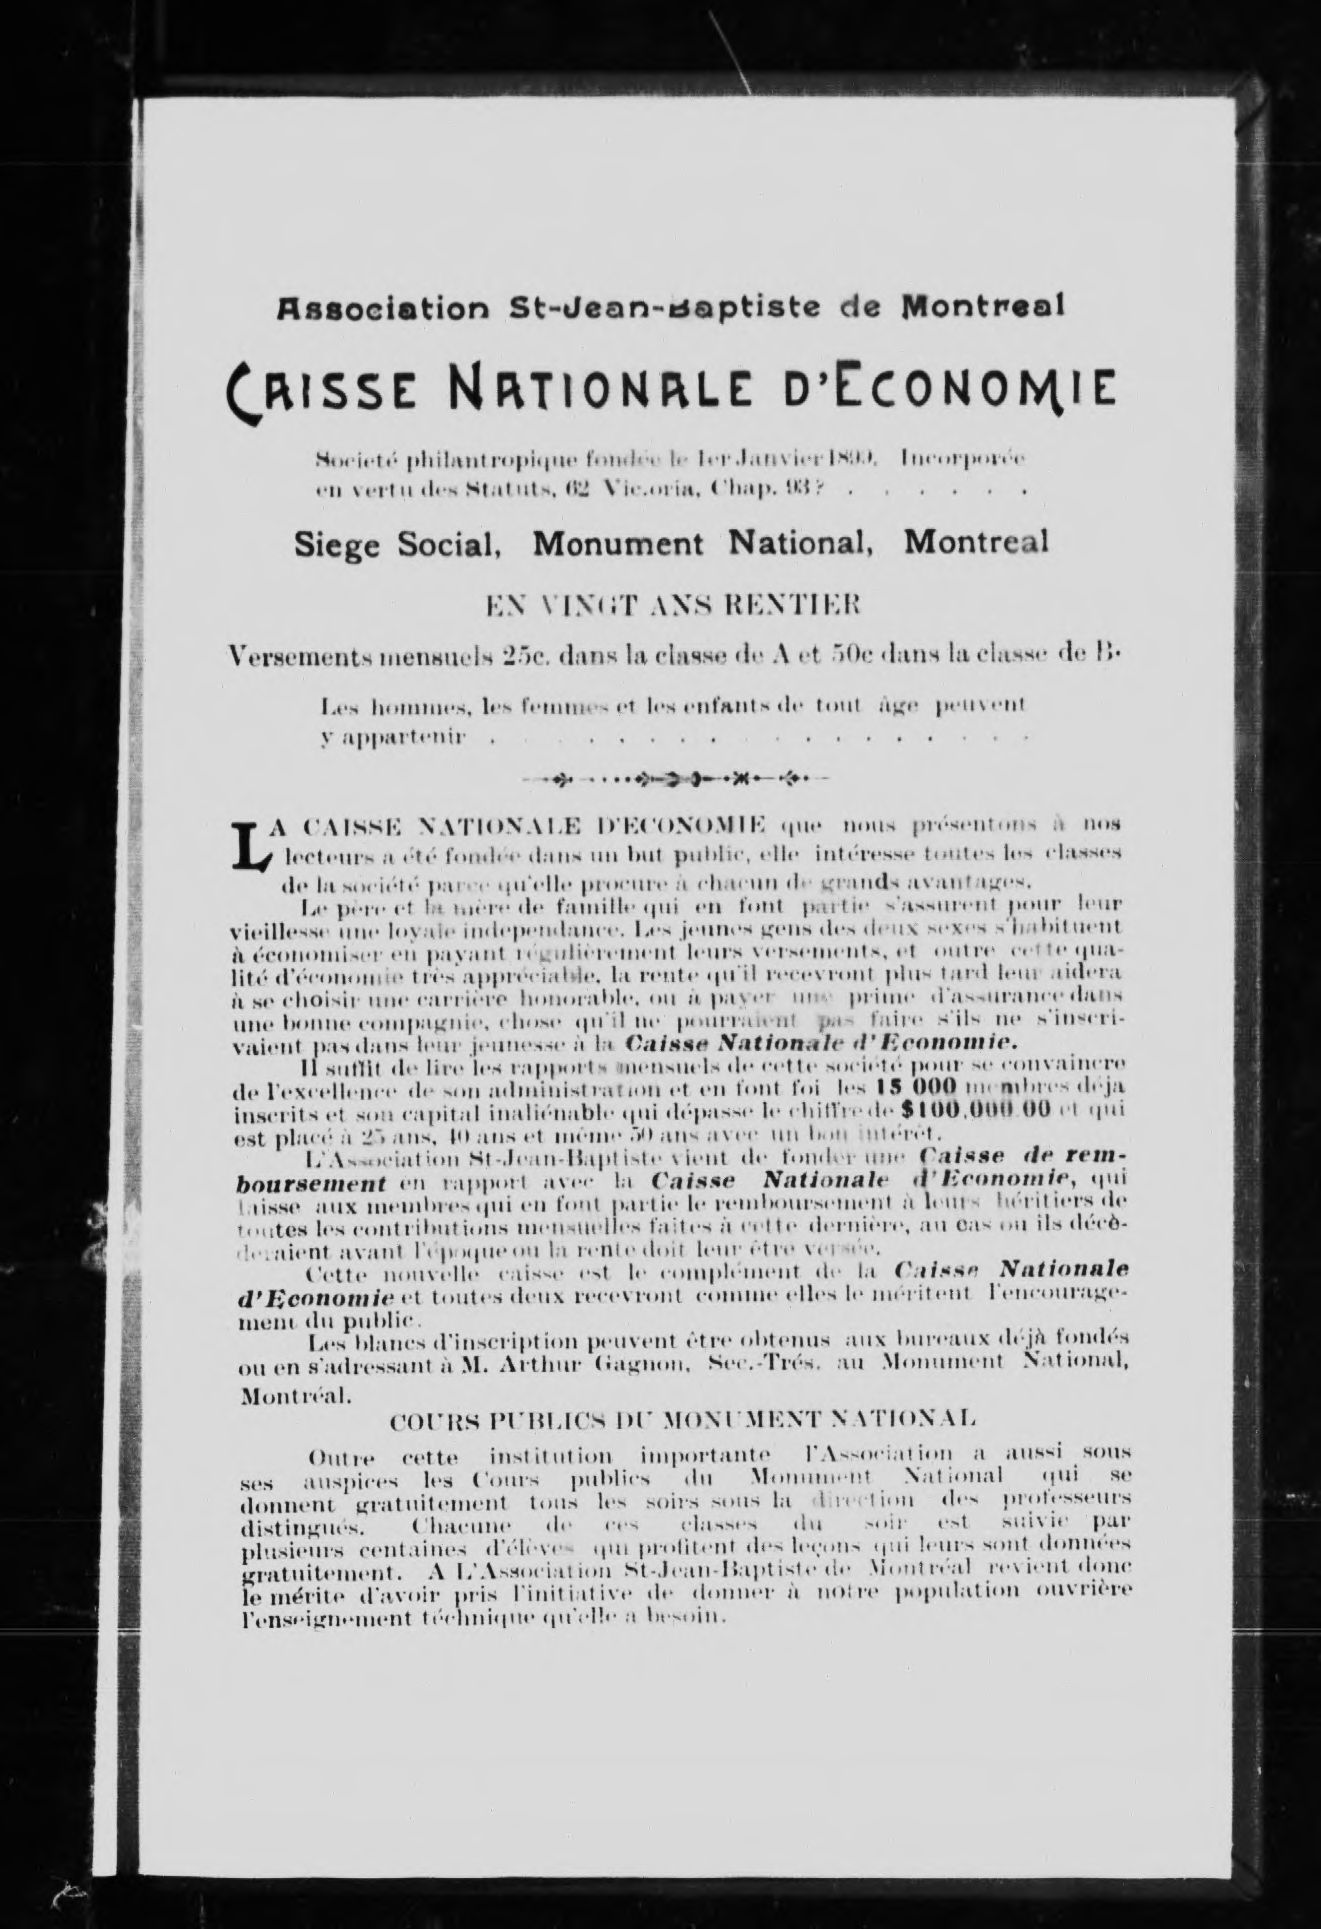 Association St-Jean-Baptiste de Montreal
CAISSE NATIONALE D'ECONOMIE
Societé philantropique fondée le 1er Janvier 1899. Incorporée
en vertu des Statuts, 62 Vic.oria, Chap. 93? . . . . . .
Siege Social, Monument National, Montreal
EN VINGT ANS RENTIER
Versements mensuels 25c. dans la classe de A et 50c dans la classe de B.
Les hommes, les femmes et les enfants de tout âge peuvent
y appartenir . . . . . . . . . . . . . . . . .
LA CAISSE NATIONALE D'ECONOMIE que nous présentons à nos
lecteurs a été fondée dans un but public, elle intéresse toutes les classes
de la société parce qu'elle procure à chacun de grands avantages.
Le père et la mère de famille qui en font partie s'assurent pour leur
vieillesse une loyale independance. Les jeunes gens des deux sexes s'habituent
à économiser en payant régulièrement leurs versements, et outre cette qua-
lité d'économie très appréciable, la rente qu'il recevront plus tard leur aidera
à se choisir une carrière honorable, ou à payer une prime d'assurance dans
une bonne compagnie, chose qu'il ne pourraient pas faire s'ils ne s'inscri-
vaient pas dans leur jeunesse à la Caisse Nationale d'Economie.
Il suffit de lire les rapports mensuels de cette société pour se convaincre
de l'excellence de son administration et en font foi les 15 000 membres déja
inscrits et son capital inaliénable qui dépasse le chiffre de $100,000.00 et qui
est placé à 25 ans, 40 ans et même 50 ans avec un bon intérêt.
L'Association St-Jean-Baptiste vient de fonder une Caisse de rem-
boursement en rapport avec la Caisse Nationale d'Economie, qui
laisse aux membres qui en font partie le remboursement à leurs héritiers de
toutes les contributions mensuelles faites à cette dernière, au cas ou ils décè-
deraient avant l'époque ou la rente doit leur être versée.
Cette nouvelle caisse est le complément de la Caisse Nationale
d'Economie et toutes deux recevront comme elles le méritent l'encourage-
ment du public.
Les blancs d'inscription peuvent être obtenus aux bureaux déjà fondés
ou en s'adressant à M. Arthur Gagnon, Sec.-Trés. au Monument National,
Montréal.
COURS PUBLICS DU MONUMENT NATIONAL
Outre cette institution importante l'Association a aussi sous
ses auspices les Cours publics du Monument National qui se
donnent gratuitement tous les soirs sous la direction des professeurs
distingués. Chacune de ces classes du soir est suivie par
plusieurs centaines d'élèves qui profitent des leçons qui leurs sont données
gratuitement. A L'Association St-Jean-Baptiste de Montréal revient donc
le mérite d'avoir pris l'initiative de donner à notre population ouvrière
l'enseignement téchnique qu'elle a besoin.